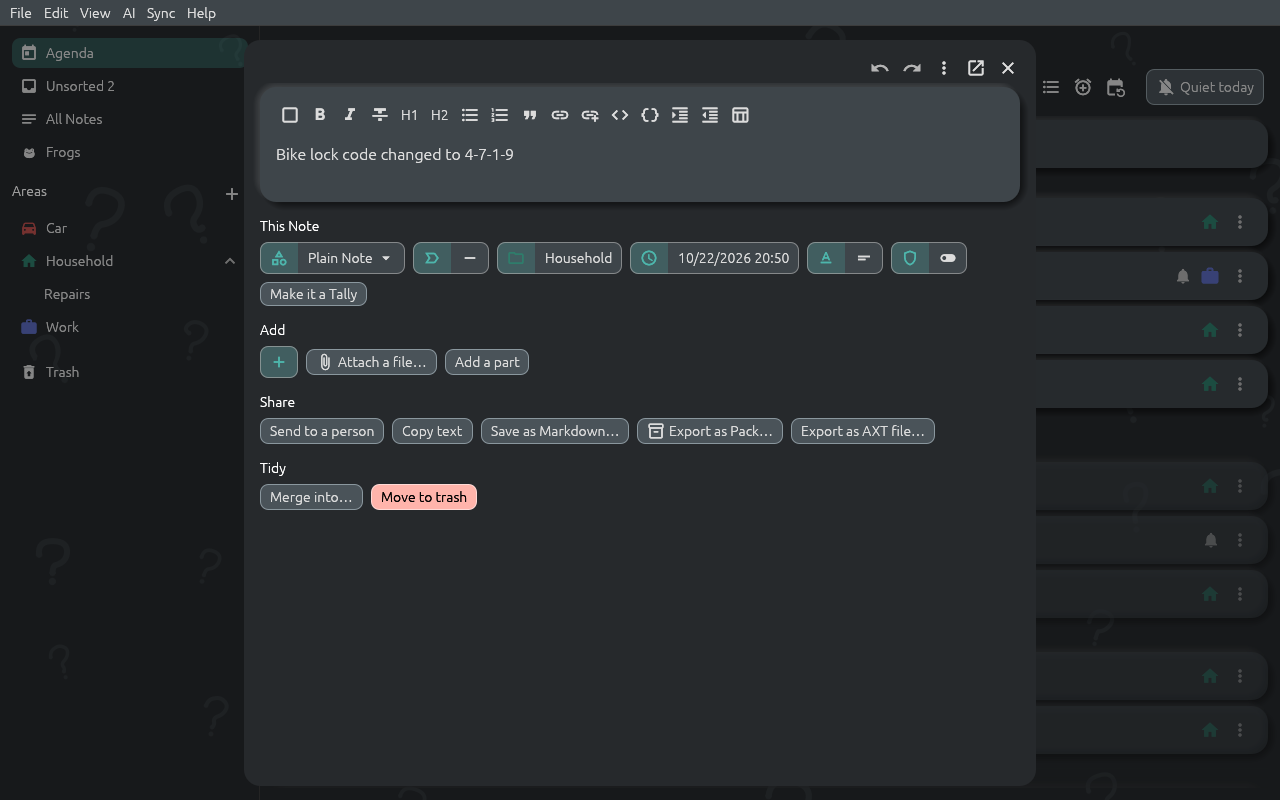 File Edit View AI Sync Help
Agenda
Unsorted 2
All Notes
Frogs
Areas
Car
Household
Repairs
Work
Trash
Quiet today
B I H1 H2
Bike lock code changed to 4-7-1-9
This Note
Plain Note
Household
10/22/2026 20:50
Make it a Tally
Add
Attach a file…
Add a part
Share
Send to a person
Copy text
Save as Markdown…
Export as Pack…
Export as AXT file…
Tidy
Merge into…
Move to trash